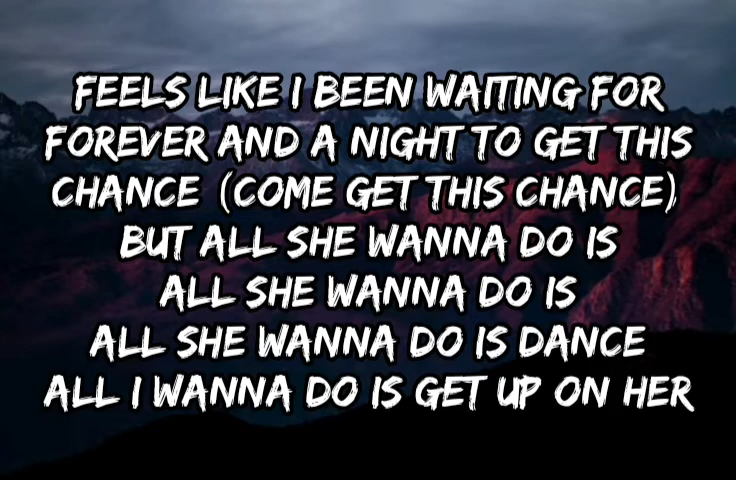 FEELS LIKE I BEEN WAITING FOR
FOREVER AND A NIGHT TO GET THIS
CHANCE (COME GET THIS CHANCE)
BUT ALL SHE WANNA DO IS
ALL SHE WANNA DO IS
ALL SHE WANNA DO IS DANCE
ALL I WANNA DO IS GET UP ON HER